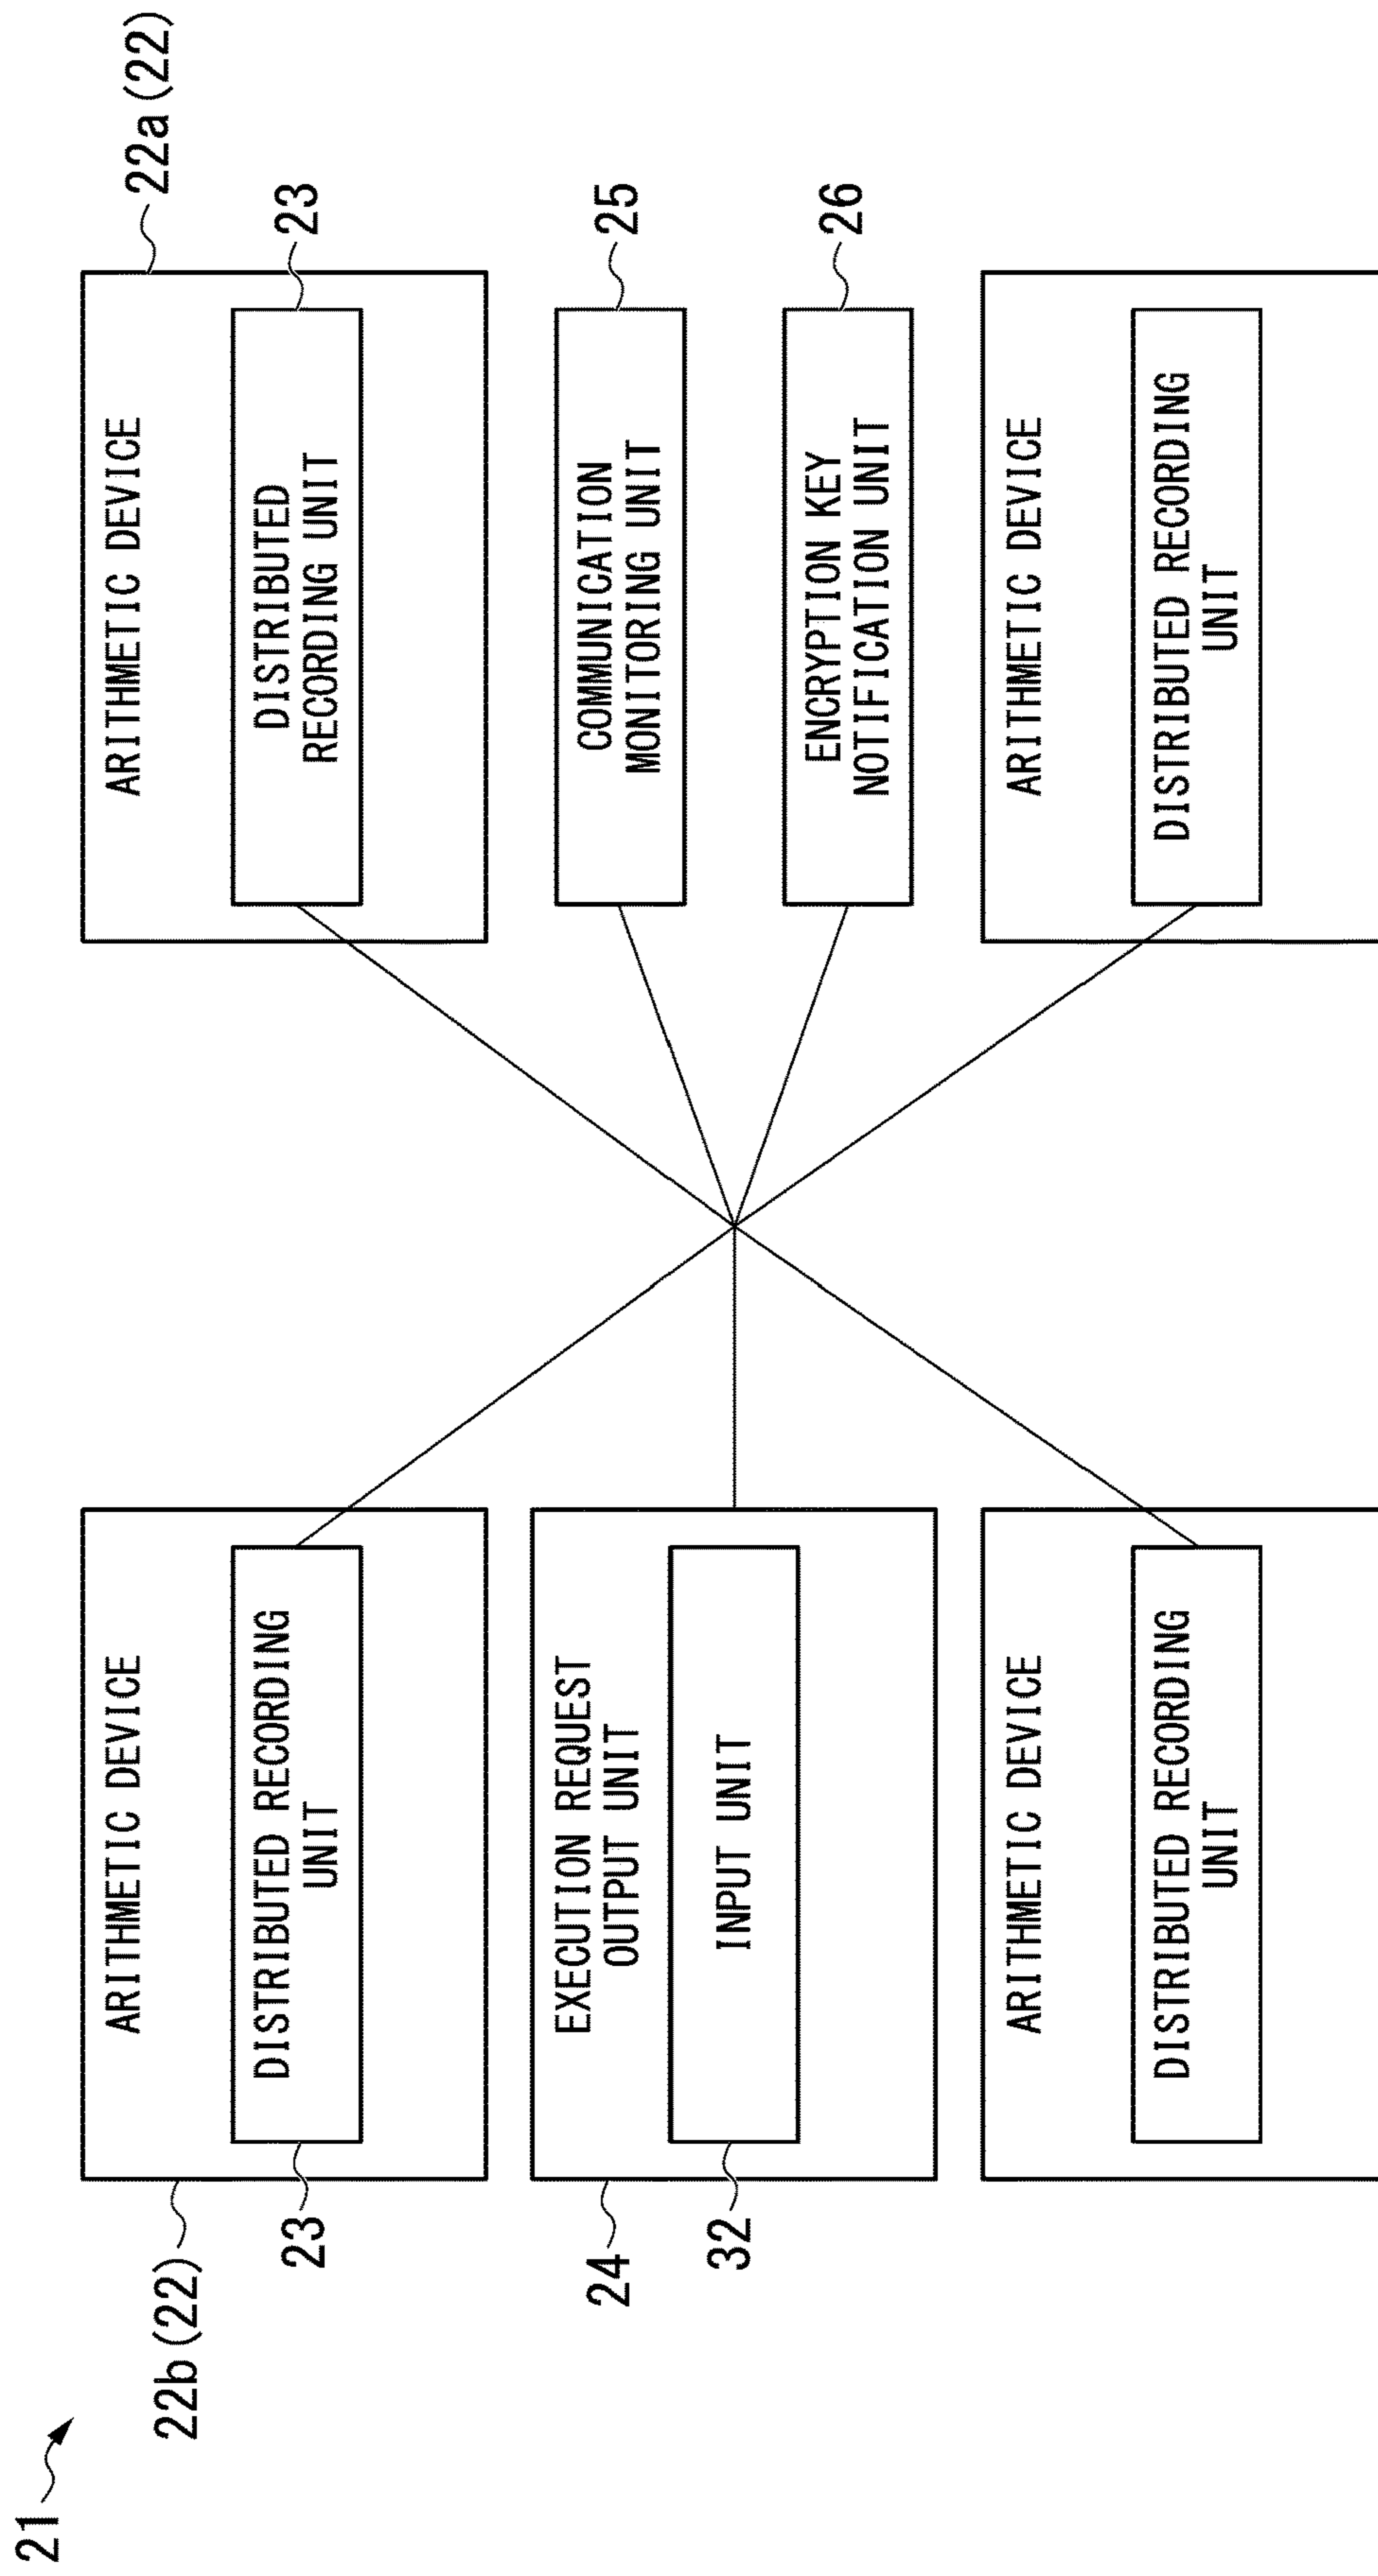 21
22b(22)
ARITHMETIC DEVICE
23
DISTRIBUTED RECORDING
UNIT
24
EXECUTION REQUEST
OUTPUT UNIT
32
INPUT UNIT
ARITHMETIC DEVICE
DISTRIBUTED RECORDING
UNIT
22a(22)
ARITHMETIC DEVICE
23
DISTRIBUTED
RECORDING UNIT
25
COMMUNICATION
MONITORING UNIT
26
ENCRYPTION KEY
NOTIFICATION UNIT
ARITHMETIC DEVICE
DISTRIBUTED RECORDING
UNIT